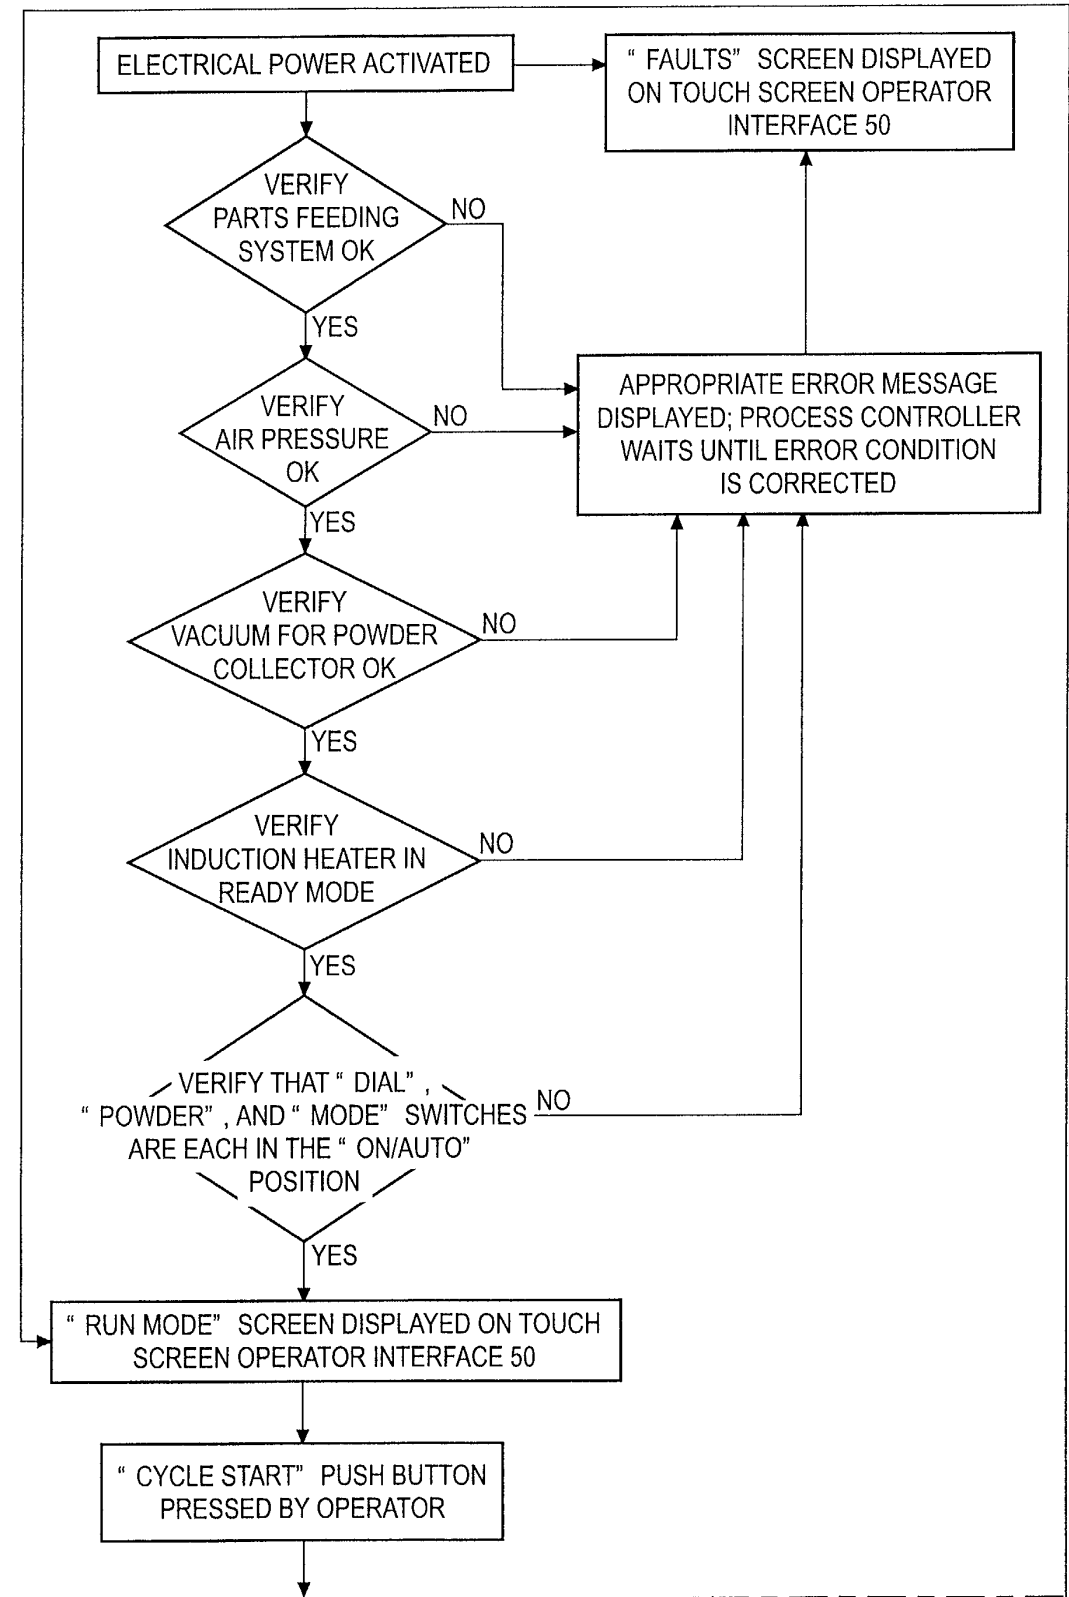 ELECTRICAL POWER ACTIVATED
“ FAULTS” SCREEN DISPLAYED
ON TOUCH SCREEN OPERATOR
INTERFACE 50
VERIFY
PARTS FEEDING
SYSTEM OK
NO
YES
VERIFY
AIR PRESSURE
OK
NO
APPROPRIATE ERROR MESSAGE
DISPLAYED; PROCESS CONTROLLER
WAITS UNTIL ERROR CONDITION
IS CORRECTED
YES
VERIFY
VACUUM FOR POWDER
COLLECTOR OK
NO
YES
VERIFY
INDUCTION HEATER IN
READY MODE
NO
YES
VERIFY THAT “ DIAL” ,
“ POWDER” , AND “ MODE” SWITCHES
ARE EACH IN THE “ ON/AUTO”
POSITION
NO
YES
“ RUN MODE” SCREEN DISPLAYED ON TOUCH
SCREEN OPERATOR INTERFACE 50
“ CYCLE START” PUSH BUTTON
PRESSED BY OPERATOR